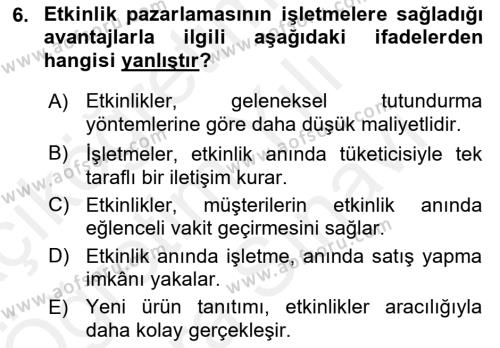 6. Etkinlik pazarlamasının işletmelere sağladığı
avantajlarla ilgili aşağıdaki ifadelerden
hangisi yanlıştır?
A) Etkinlikler, geleneksel tutundurma
yöntemlerine göre daha düşük maliyetlidir.
B) İşletmeler, etkinlik anında tüketicisiyle tek
taraflı bir iletişim kurar.
C) Etkinlikler, müşterilerin etkinlik anında
eğlenceli vakit geçirmesini sağlar.
D) Etkinlik anında işletme, anında satış yapma
imkânı yakalar.
E) Yeni ürün tanıtımı, etkinlikler aracılığıyla
daha kolay gerçekleşir.